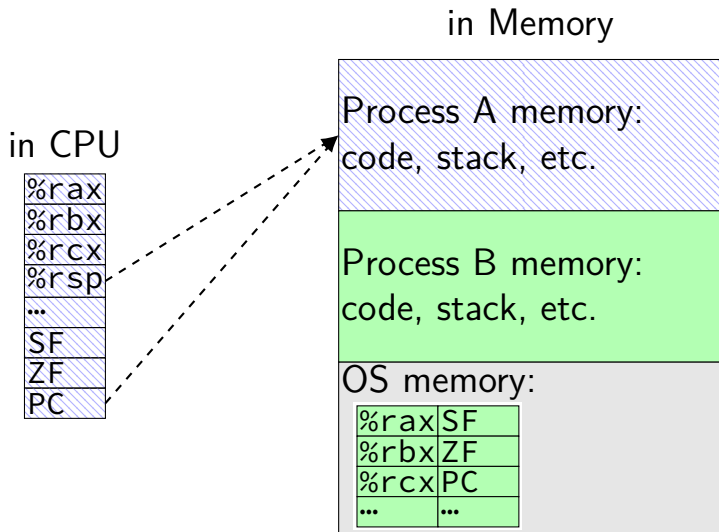 in Memory
Process A memory:
code, stack, etc.
in CPU
%rax
%rbx
%rcx
%rsp
…
SF
ZF
PC
Process B memory:
code, stack, etc.
OS memory:
%rax SF
%rbx ZF
%rcx PC
… …